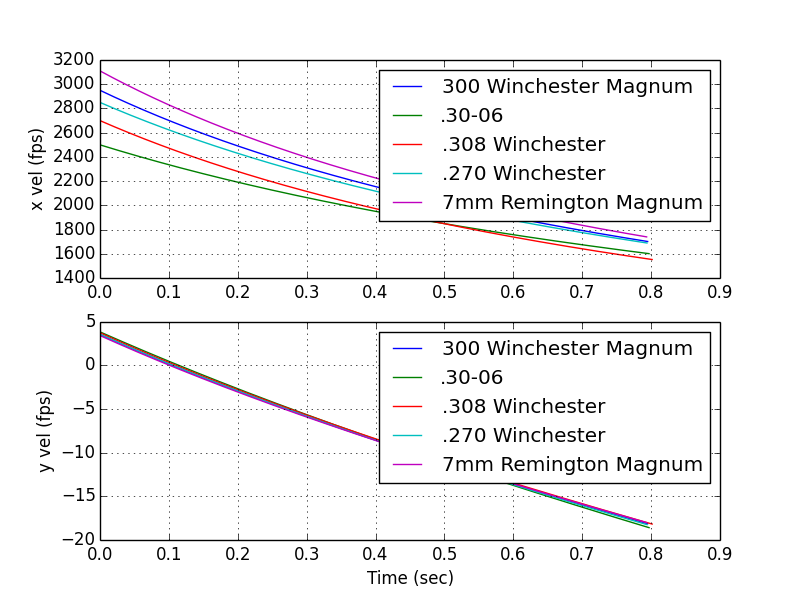 3200
3000
2800
2600
2400
2200
2000
1800
1600
1400
x vel (fps)
300 Winchester Magnum
.30-06
.308 Winchester
.270 Winchester
7mm Remington Magnum
0.0 0.1 0.2 0.3 0.4 0.5 0.6 0.7 0.8 0.9
5
0
−5
−10
−15
−20
y vel (fps)
300 Winchester Magnum
.30-06
.308 Winchester
.270 Winchester
7mm Remington Magnum
0.0 0.1 0.2 0.3 0.4 0.5 0.6 0.7 0.8 0.9
Time (sec)